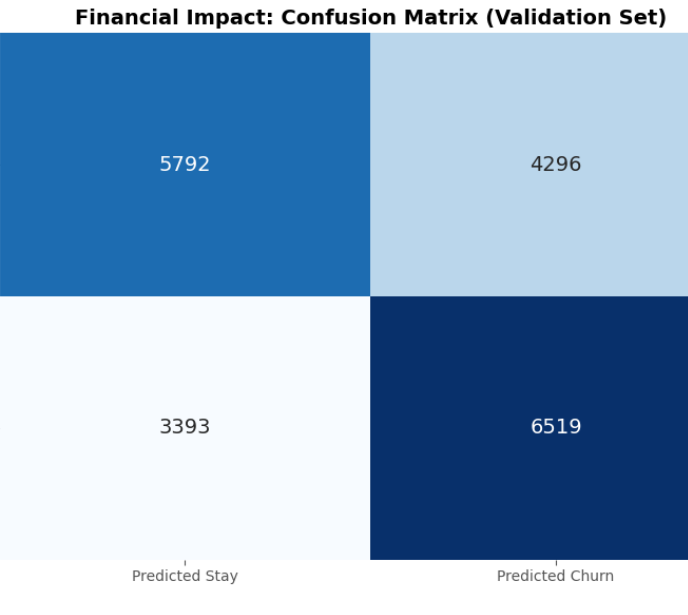 Financial Impact: Confusion Matrix (Validation Set)
5792 4296
3393 6519
Predicted Stay Predicted Churn